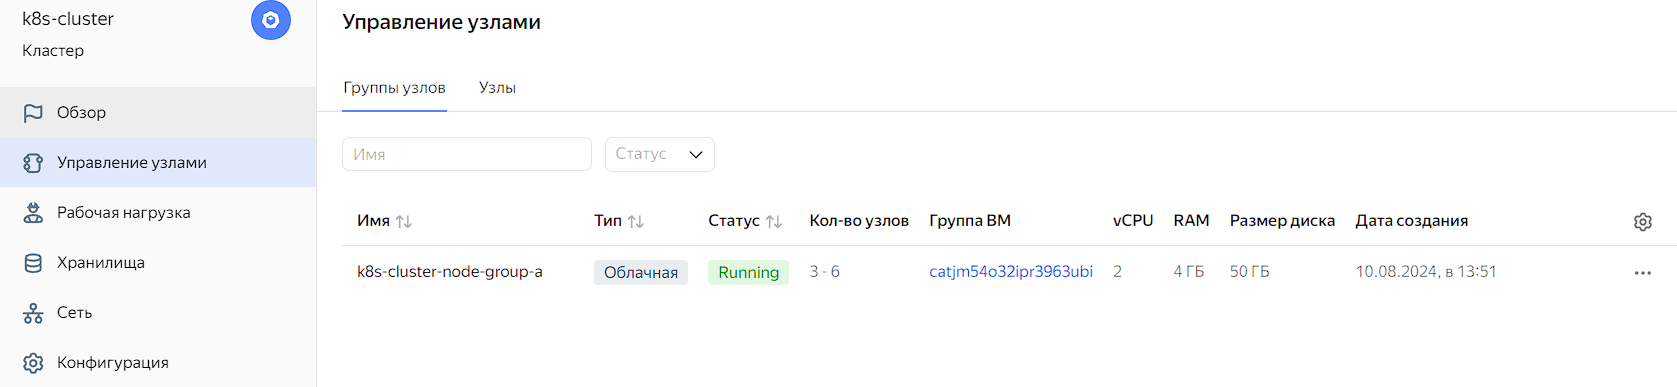 k8s-cluster
Кластер
Обзор
Управление узлами
Рабочая нагрузка
Хранилища
Сеть
Конфигурация
Управление узлами
Группы узлов Узлы
Имя Статус
Имя Тип Статус Кол-во узлов Группа ВМ vCPU RAM Размер диска Дата создания
k8s-cluster-node-group-a Облачная Running 3 - 6 catjm54o32ipr3963ubi 2 4 ГБ 50 ГБ 10.08.2024, в 13:51